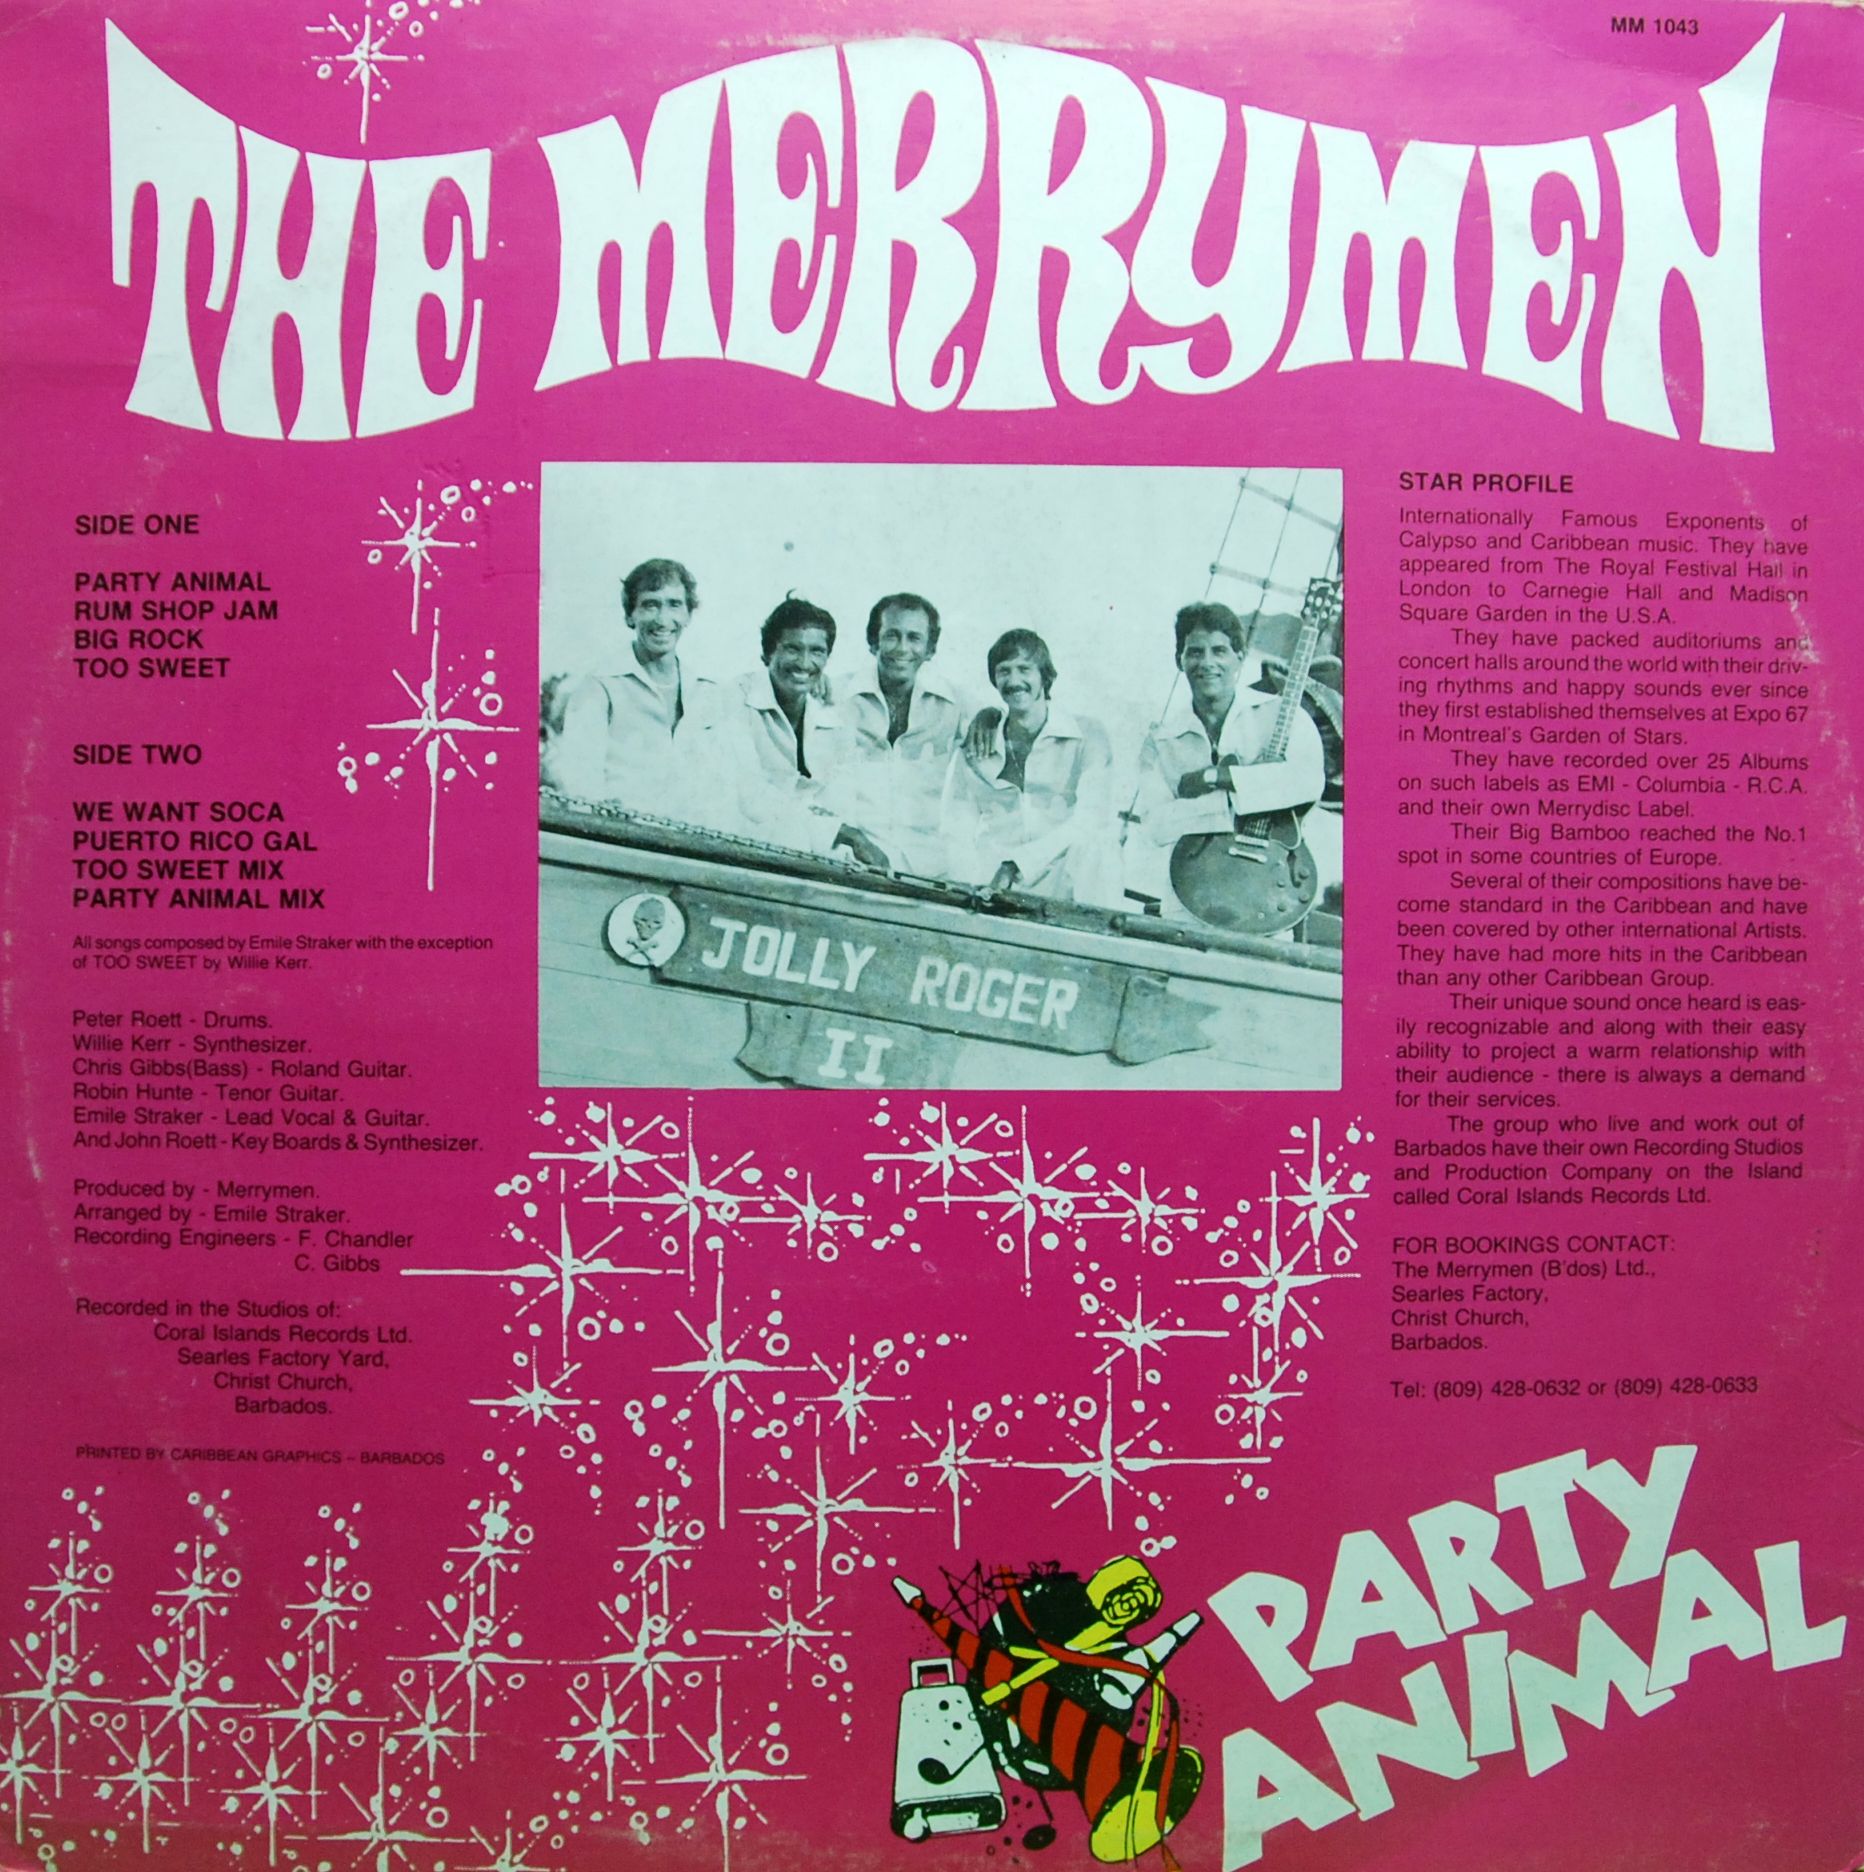 MM 1043
THE MERRYMEN
SIDE ONE
PARTY ANIMAL
RUM SHOP JAM
BIG ROCK
TOO SWEET
SIDE TWO
WE WANT SOCA
PUERTO RICO GAL
TOO SWEET MIX
PARTY ANIMAL MIX
All songs composed by Emile Straker with the exception
of TOO SWEET by Willie Kerr.
Peter Roett - Drums.
Willie Kerr - Synthesizer.
Chris Gibbs(Bass) - Roland Guitar.
Robin Hunte - Tenor Guitar.
Emile Straker - Lead Vocal & Guitar.
And John Roett - Key Boards & Synthesizer.
Produced by - Merrymen.
Arranged by - Emile Straker.
Recording Engineers - F. Chandler
C. Gibbs
Recorded in the Studios of:
Coral Islands Records Ltd.
Searles Factory Yard,
Christ Church,
Barbados.
PRINTED BY CARIBBEAN GRAPHICS – BARBADOS
JOLLY ROGER
II
STAR PROFILE
Internationally Famous Exponents of
Calypso and Caribbean music. They have
appeared from The Royal Festival Hall in
London to Carnegie Hall and Madison
Square Garden in the U.S.A.
They have packed auditoriums and
concert halls around the world with their driv-
ing rhythms and happy sounds ever since
they first established themselves at Expo 67
in Montreal's Garden of Stars.
They have recorded over 25 Albums
on such labels as EMI - Columbia - R.C.A.
and their own Merrydisc Label.
Their Big Bamboo reached the No.1
spot in some countries of Europe.
Several of their compositions have be-
come standard in the Caribbean and have
been covered by other international Artists.
They have had more hits in the Caribbean
than any other Caribbean Group.
Their unique sound once heard is eas-
ily recognizable and along with their easy
ability to project a warm relationship with
their audience - there is always a demand
for their services.
The group who live and work out of
Barbados have their own Recording Studios
and Production Company on the Island
called Coral Islands Records Ltd.
FOR BOOKINGS CONTACT:
The Merrymen (B'dos) Ltd.,
Searles Factory,
Christ Church,
Barbados.
Tel: (809) 428-0632 or (809) 428-0633
PARTY
ANIMAL